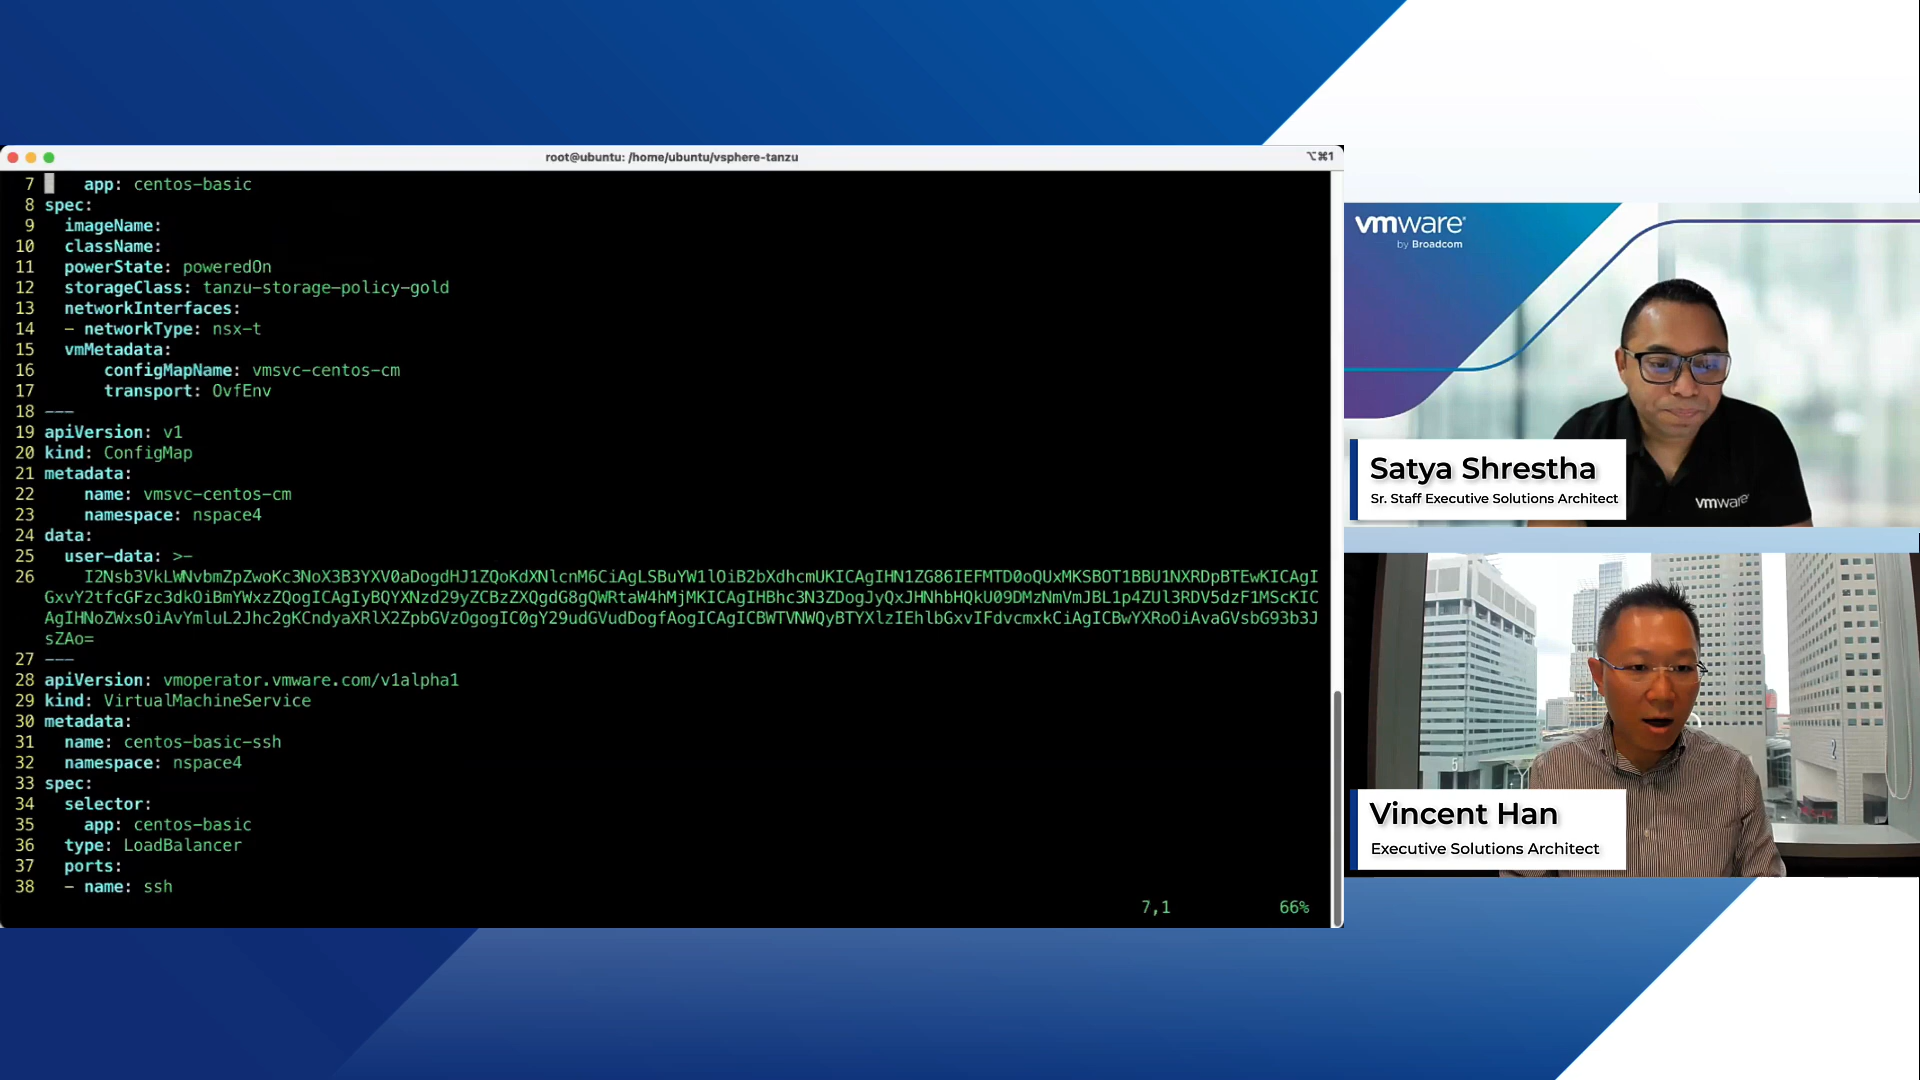 root@ubuntu: /home/ubuntu/vsphere-tanzu
⌥⌘1
7 app: centos-basic
8 spec:
9 imageName:
10 className:
11 powerState: poweredOn
12 storageClass: tanzu-storage-policy-gold
13 networkInterfaces:
14 - networkType: nsx-t
15 vmMetadata:
16 configMapName: vmsvc-centos-cm
17 transport: OvfEnv
18 ---
19 apiVersion: v1
20 kind: ConfigMap
21 metadata:
22 name: vmsvc-centos-cm
23 namespace: nspace4
24 data:
25 user-data: >-
26 I2Nsb3VkLWNvbmZpZwoKc3NoX3B3YXV0aDogdHJ1ZQoKdXNlcnM6CiAgLSBuYW1lOiB2bXdhcmUKICAgIHN1ZG86IEFMTD0oQUxMKSBOT1BBU1NXRDpBTEwKICAgI
GxvY2tfcGFzc3dkOiBmYWxzZQogICAgIyBQYXNzd29yZCBzZXQgdG8gQWRtaW4hMjMKICAgIHBhc3N3ZDogJyQxJHNhbHQkU09DMzNmVmJBL1p4ZUl3RDV5dzF1MScKIC
AgIHNoZWxsOiAvYmluL2Jhc2gKCndyaXRlX2ZpbGVzOgogIC0gY29udGVudDogfAogICAgICBWTVNWQyBTYXlzIEhlbGxvIFdvcmxkCiAgICBwYXRoOiAvaGVsbG93b3J
sZAo=
27 ---
28 apiVersion: vmoperator.vmware.com/v1alpha1
29 kind: VirtualMachineService
30 metadata:
31 name: centos-basic-ssh
32 namespace: nspace4
33 spec:
34 selector:
35 app: centos-basic
36 type: LoadBalancer
37 ports:
38 - name: ssh
7,1 66%
vmware®
by Broadcom
vmware®
Satya Shrestha
Sr. Staff Executive Solutions Architect
Vincent Han
Executive Solutions Architect